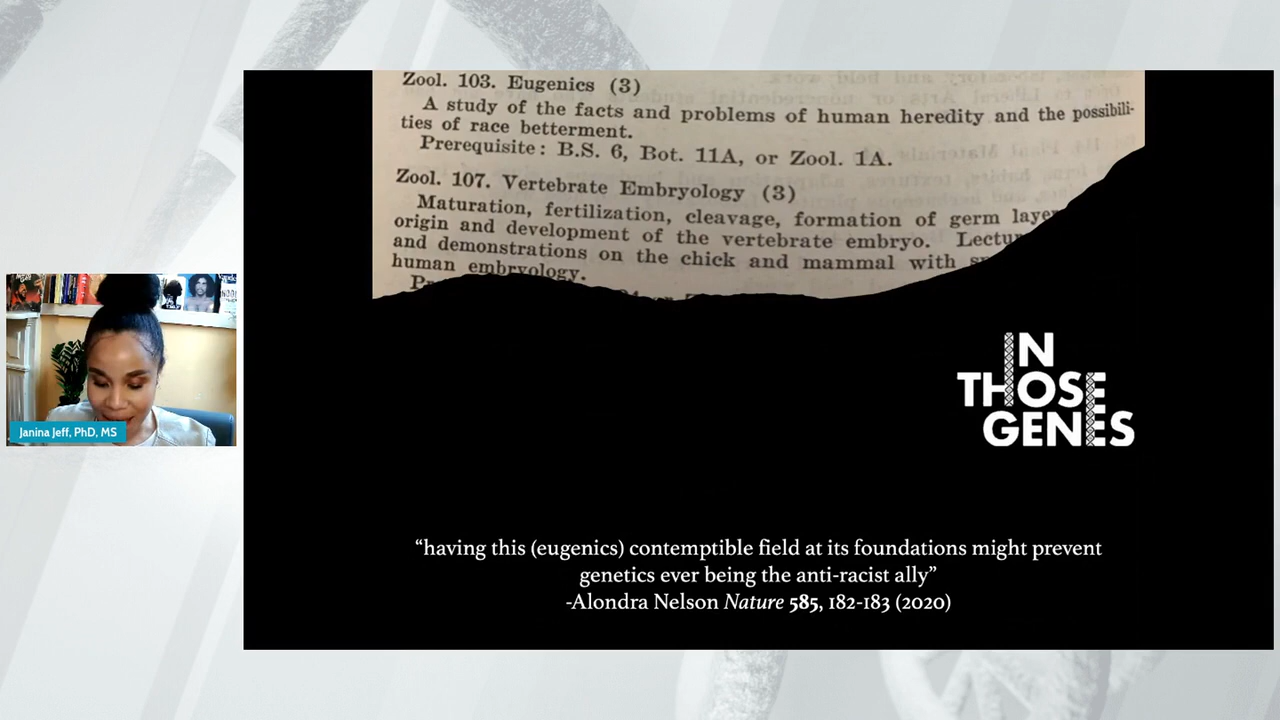 Zool. 103. Eugenics (3)
A study of the facts and problems of human heredity and the possibili-
ties of race betterment.
Prerequisite: B.S. 6, Bot. 11A, or Zool. 1A.
Zool. 107. Vertebrate Embryology (3)
Maturation, fertilization, cleavage, formation of germ
origin and development of the vertebrate embryo.
and demonstrations on the chick and mammal with
human embryology.
Janina Jeff, PhD, MS
IN
THOSE
GENES
“having this (eugenics) contemptible field at its foundations might prevent
genetics ever being the anti-racist ally”
-Alondra Nelson Nature 585, 182-183 (2020)